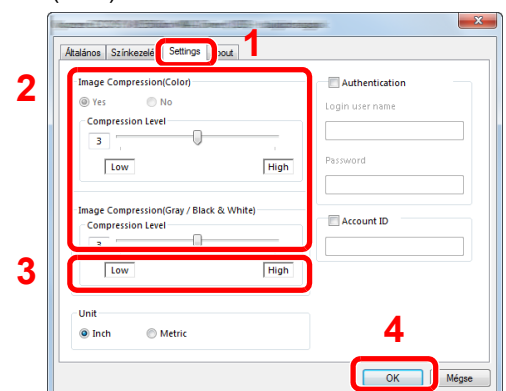 1
Általános Színkezelé Settings out
2
Image Compression(Color)
Yes No
Compression Level
3
Low High
Image Compression(Gray / Black & White)
Compression Level
3
Low High
Unit
Inch Metric
Authentication
Login user name
Password
Account ID
4
OK Mégse